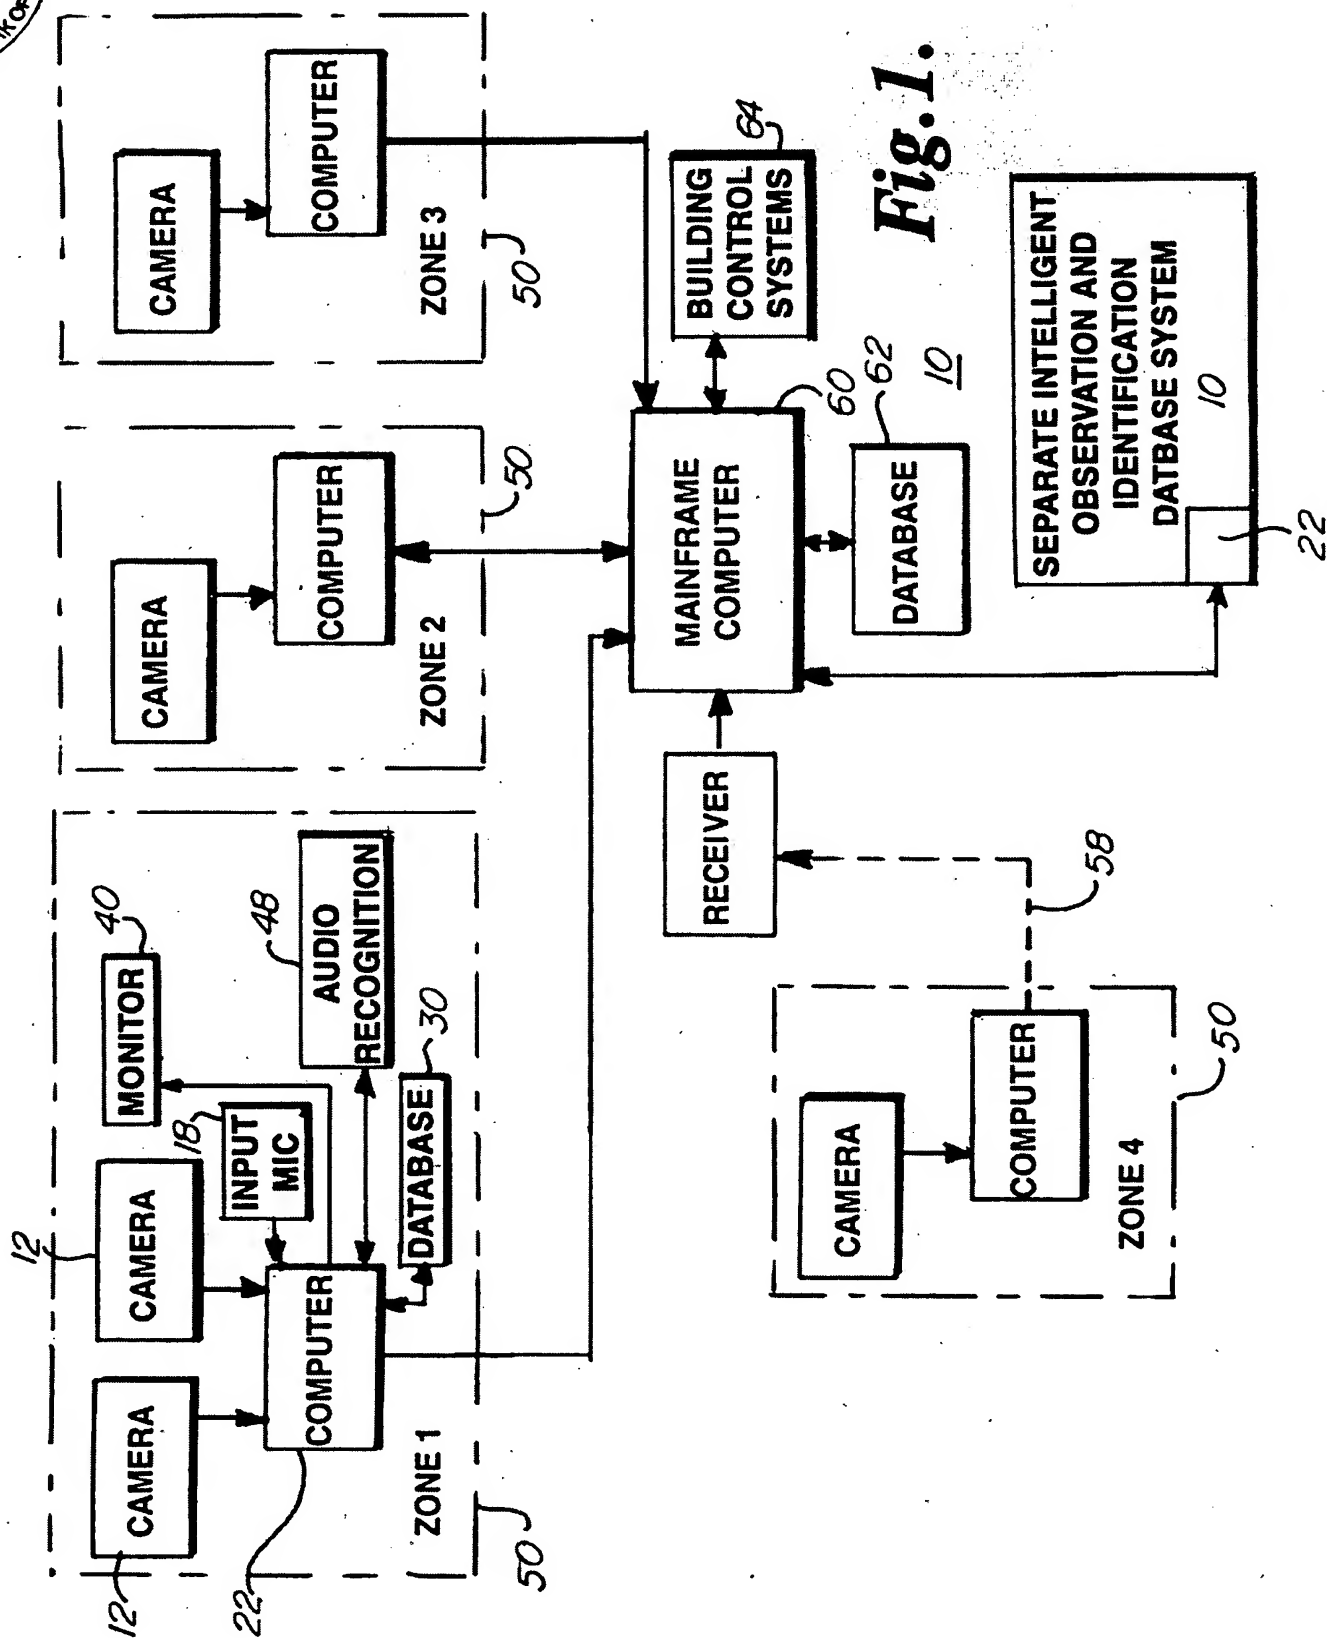 12
CAMERA
12
CAMERA
MONITOR
40
18
INPUT
MIC
AUDIO
RECOGNITION
48
22
COMPUTER
DATABASE
30
ZONE 1
50
CAMERA
COMPUTER
ZONE 2
50
CAMERA
COMPUTER
ZONE 3
50
CAMERA
COMPUTER
ZONE 4
50
58
RECEIVER
MAINFRAME
COMPUTER
60
BUILDING
CONTROL
SYSTEMS
64
DATABASE
62
10
SEPARATE INTELLIGENT
OBSERVATION AND
IDENTIFICATION
DATBASE SYSTEM
10
22
Fig. 1.